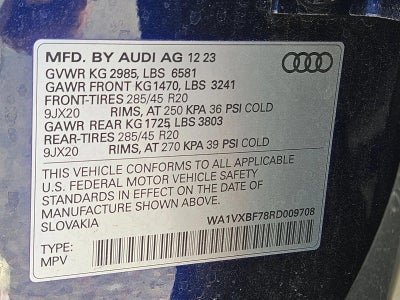 MFD. BY AUDI AG 12 23
GVWR KG 2985, LBS 6581
GAWR FRONT KG1470, LBS 3241
FRONT-TIRES 285/45 R20
9JX20 RIMS, AT 250 KPA 36 PSI COLD
GAWR REAR KG1725, LBS 3803
REAR-TIRES 285/45 R20
9JX20 RIMS, AT 270 KPA 39 PSI COLD
THIS VEHICLE CONFORMS TO ALL APPLICABLE
U.S. FEDERAL MOTOR VEHICLE SAFETY
STANDARDS IN EFFECT ON THE DATE OF
MANUFACTURE SHOWN ABOVE.
SLOVAKIA WA1VXBF78RD009708
TYPE:
MPV